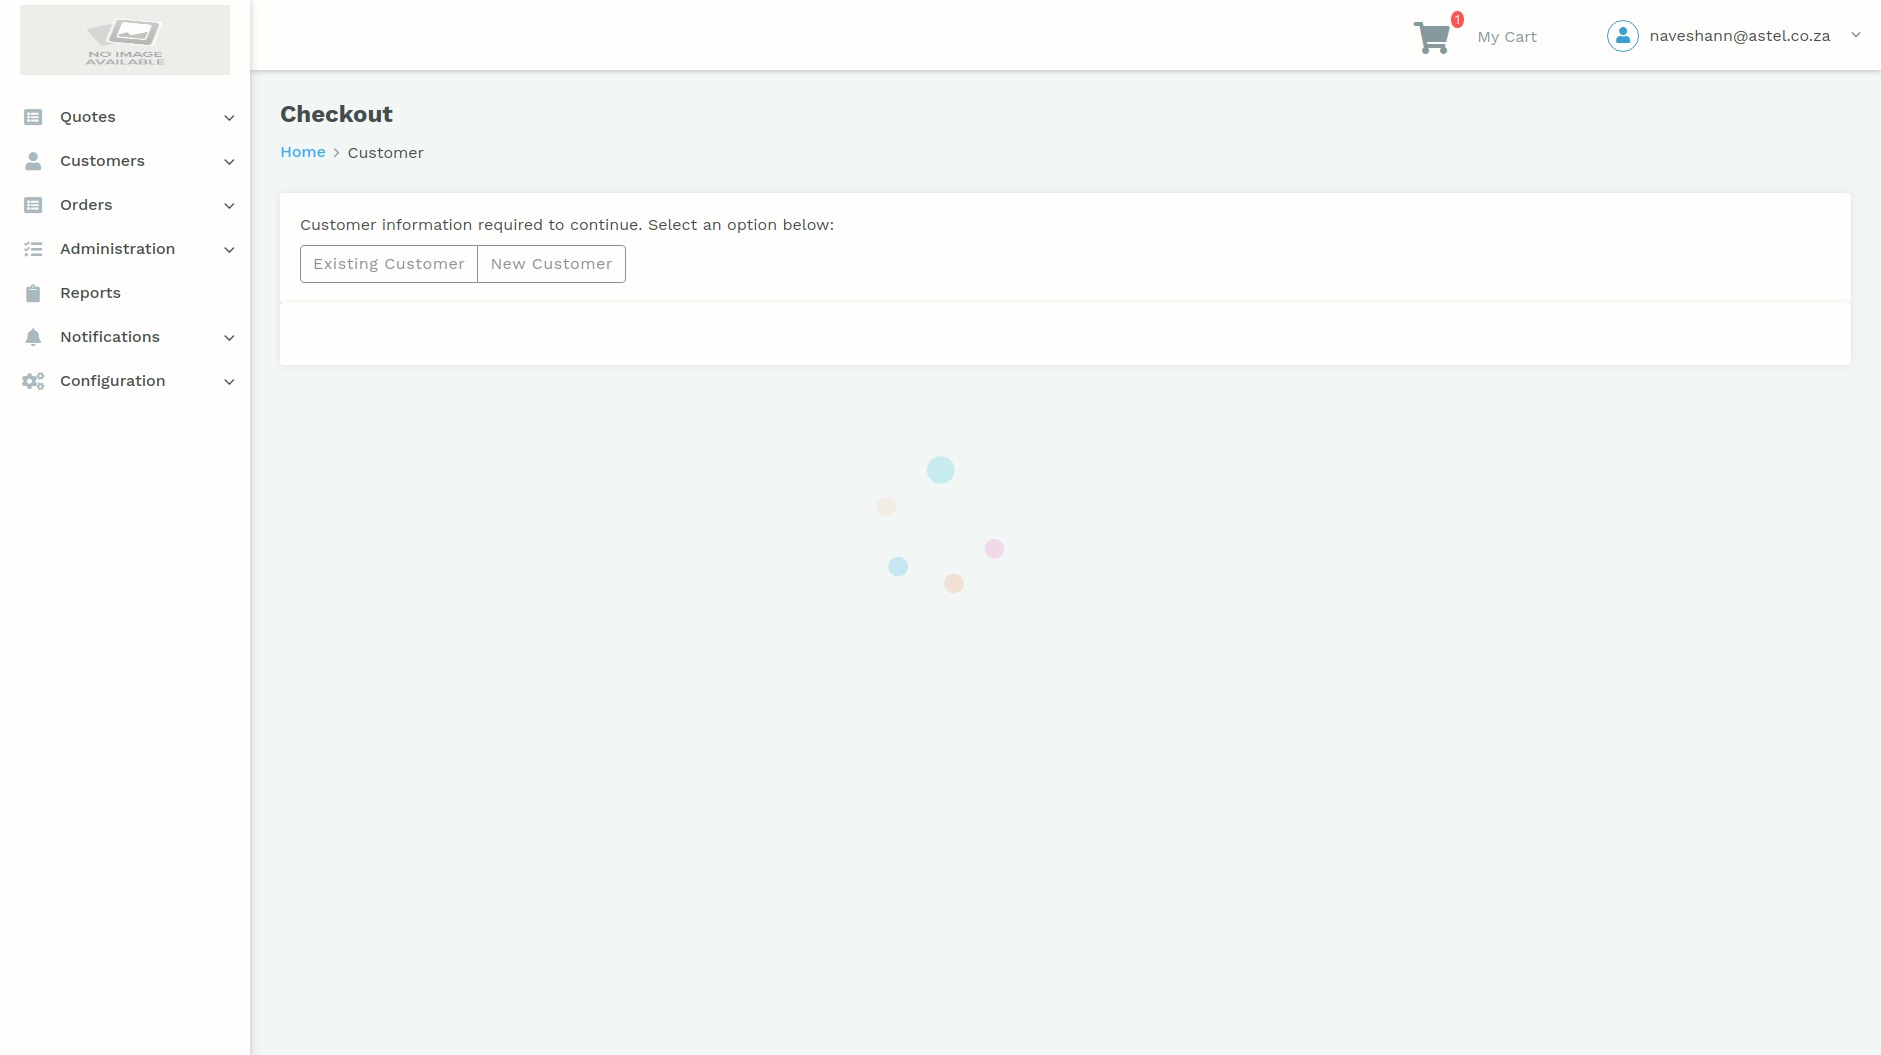 NO IMAGE
AVAILABLE
1
My Cart
naveshann@astel.co.za
Quotes
Customers
Orders
Administration
Reports
Notifications
Configuration
Checkout
Home > Customer
Customer information required to continue. Select an option below:
Existing Customer
New Customer